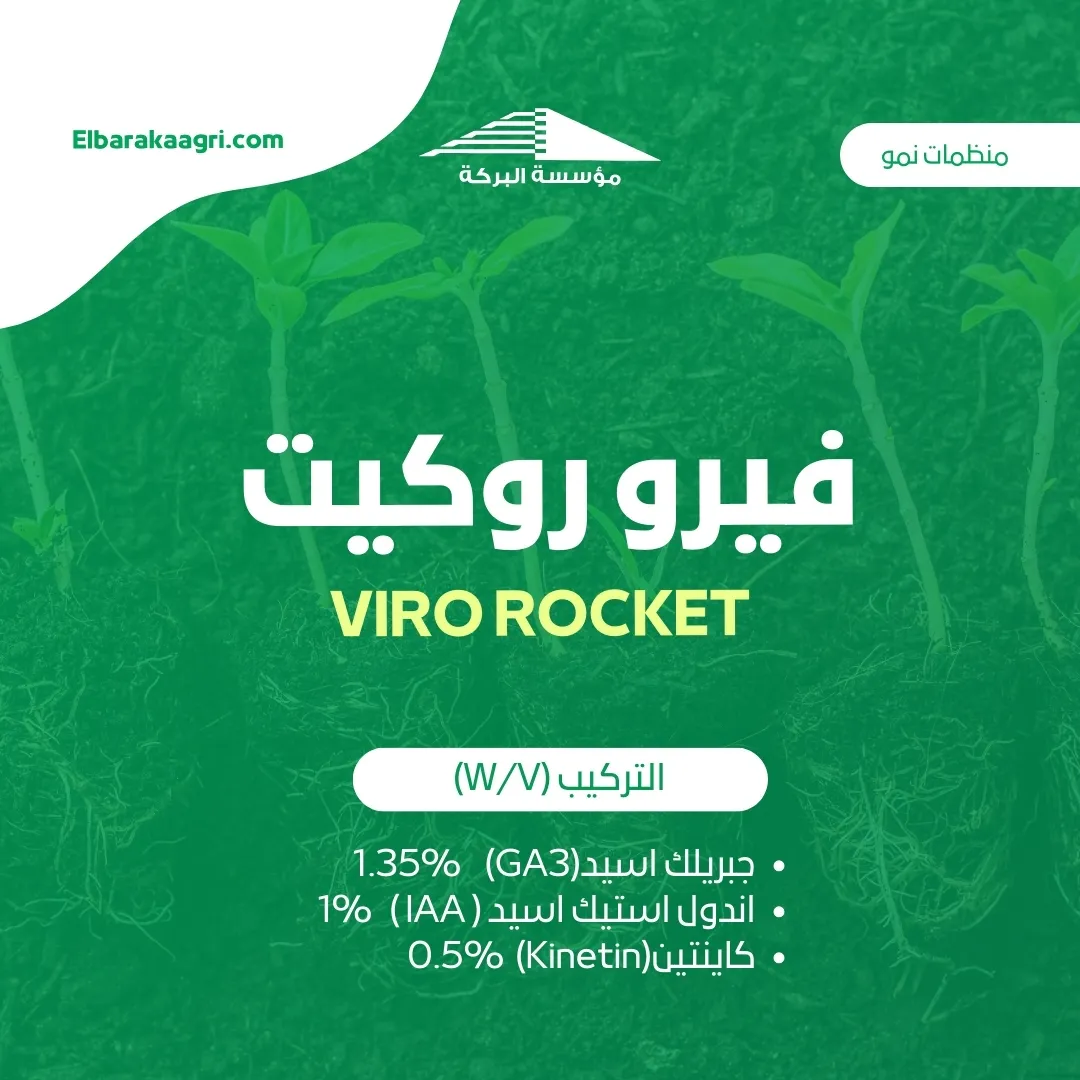 Elbarakaagri.com
مؤسسة البركة
منظمات نمو
فيرو روكيت
VIRO ROCKET
التركيب (W/V)
• جبريلك اسيد(GA3) 1.35%
• اندول استيك اسيد ( IAA ) 1%
• كاينتين(Kinetin) 0.5%